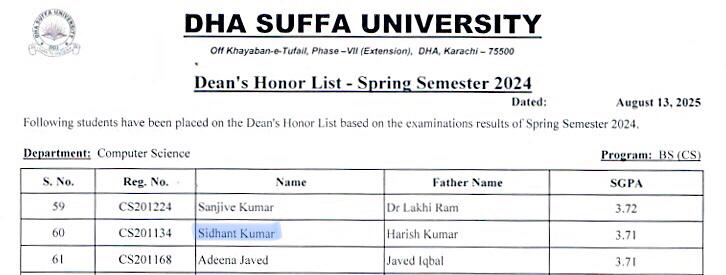 DHA SUFFA UNIVERSITY
DHA SUFFA UNIVERSITY
Off Khayaban-e-Tufail, Phase –VII (Extension), DHA, Karachi – 75500
Dean's Honor List - Spring Semester 2024
Dated: August 13, 2025
Following students have been placed on the Dean's Honor List based on the examinations results of Spring Semester 2024.
Department: Computer Science Program: BS (CS)
S. No. Reg. No. Name Father Name SGPA
59 CS201224 Sanjive Kumar Dr Lakhi Ram 3.72
60 CS201134 Sidhant Kumar Harish Kumar 3.71
61 CS201168 Adeena Javed Javed Iqbal 3.71